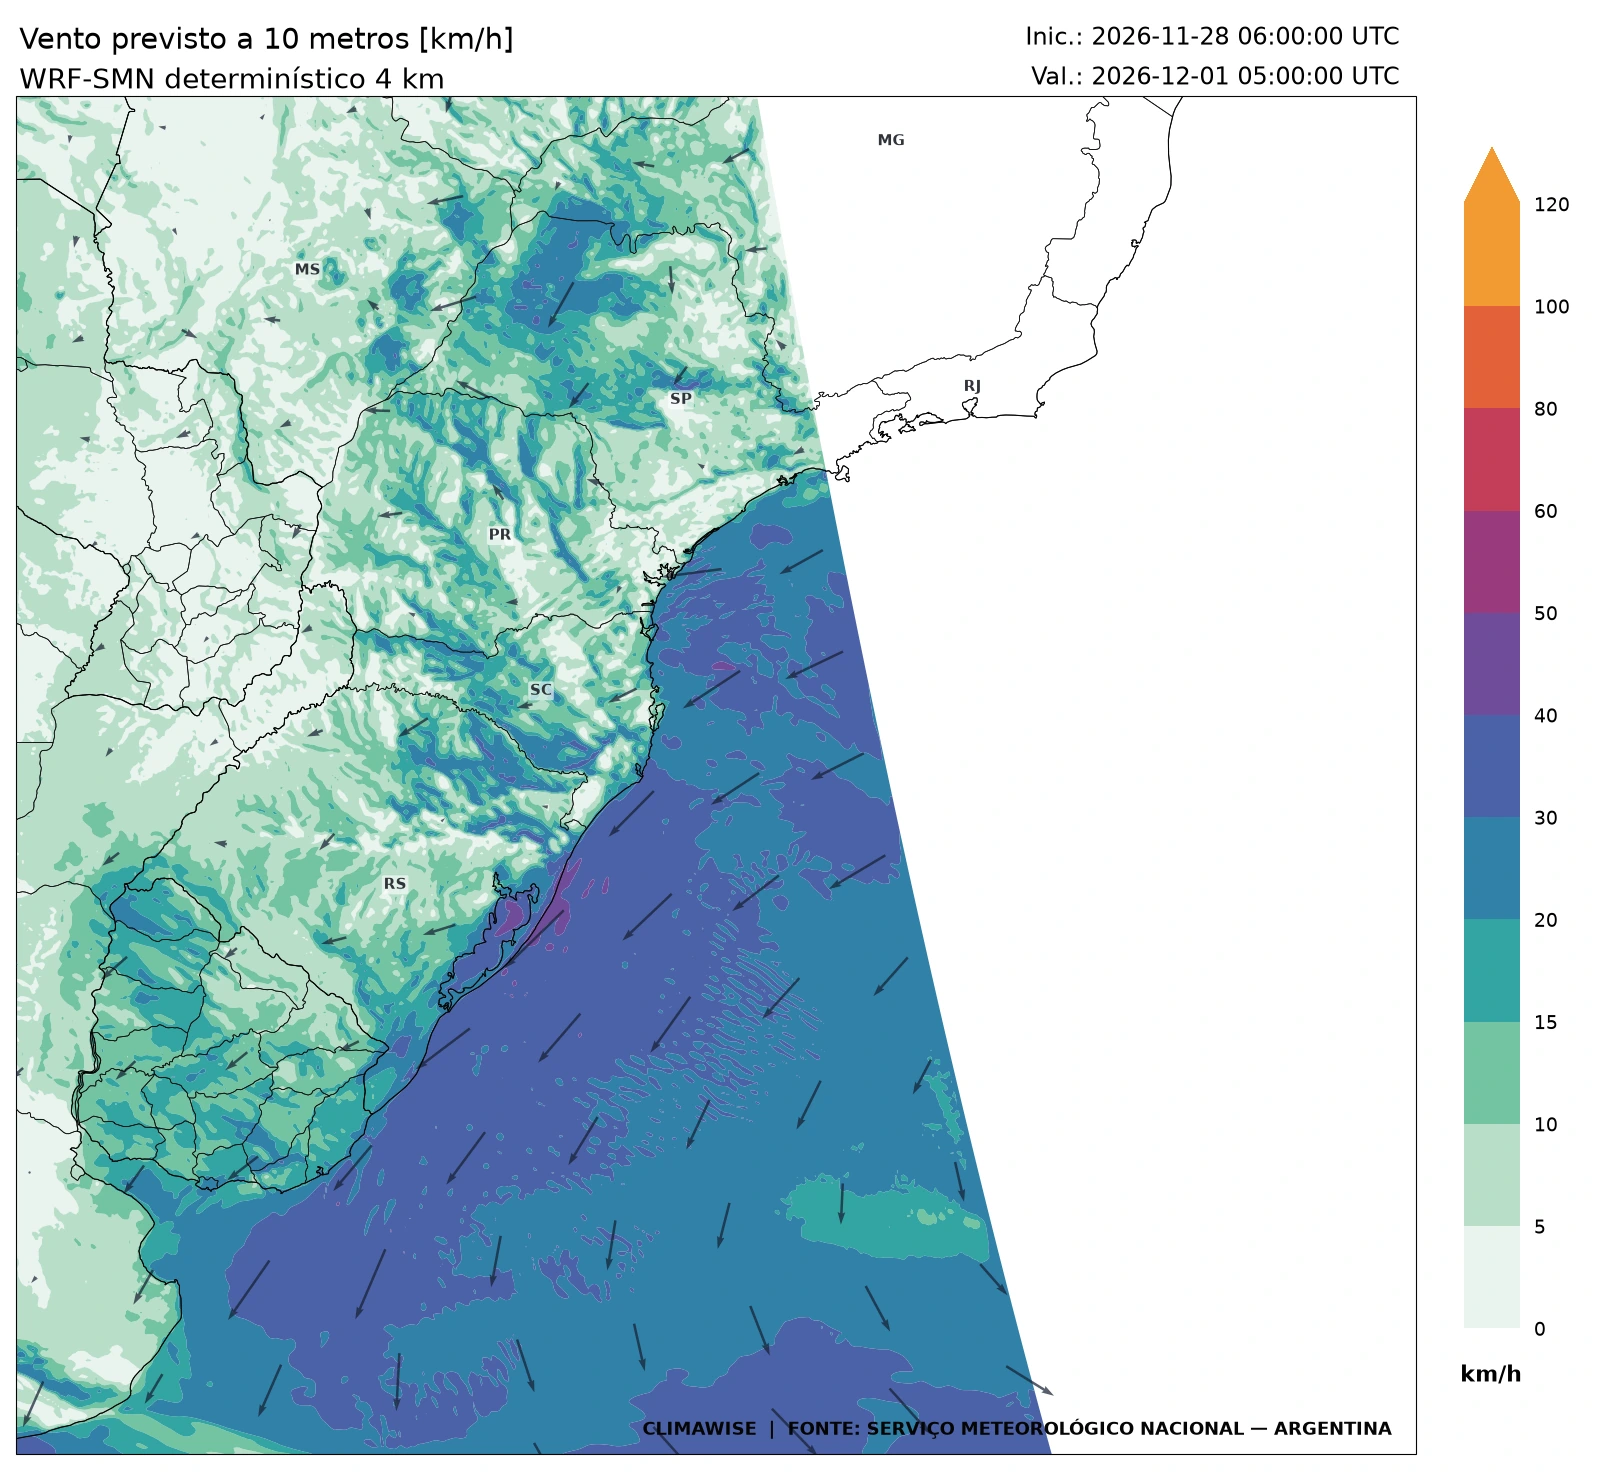 Vento previsto a 10 metros [km/h]
WRF-SMN determinístico 4 km
Inic.: 2026-11-28 06:00:00 UTC
Val.: 2026-12-01 05:00:00 UTC
MG
MS
RJ
SP
PR
SC
RS
120
100
80
60
50
40
30
20
15
10
5
0
km/h
CLIMAWISE | FONTE: SERVIÇO METEOROLÓGICO NACIONAL — ARGENTINA